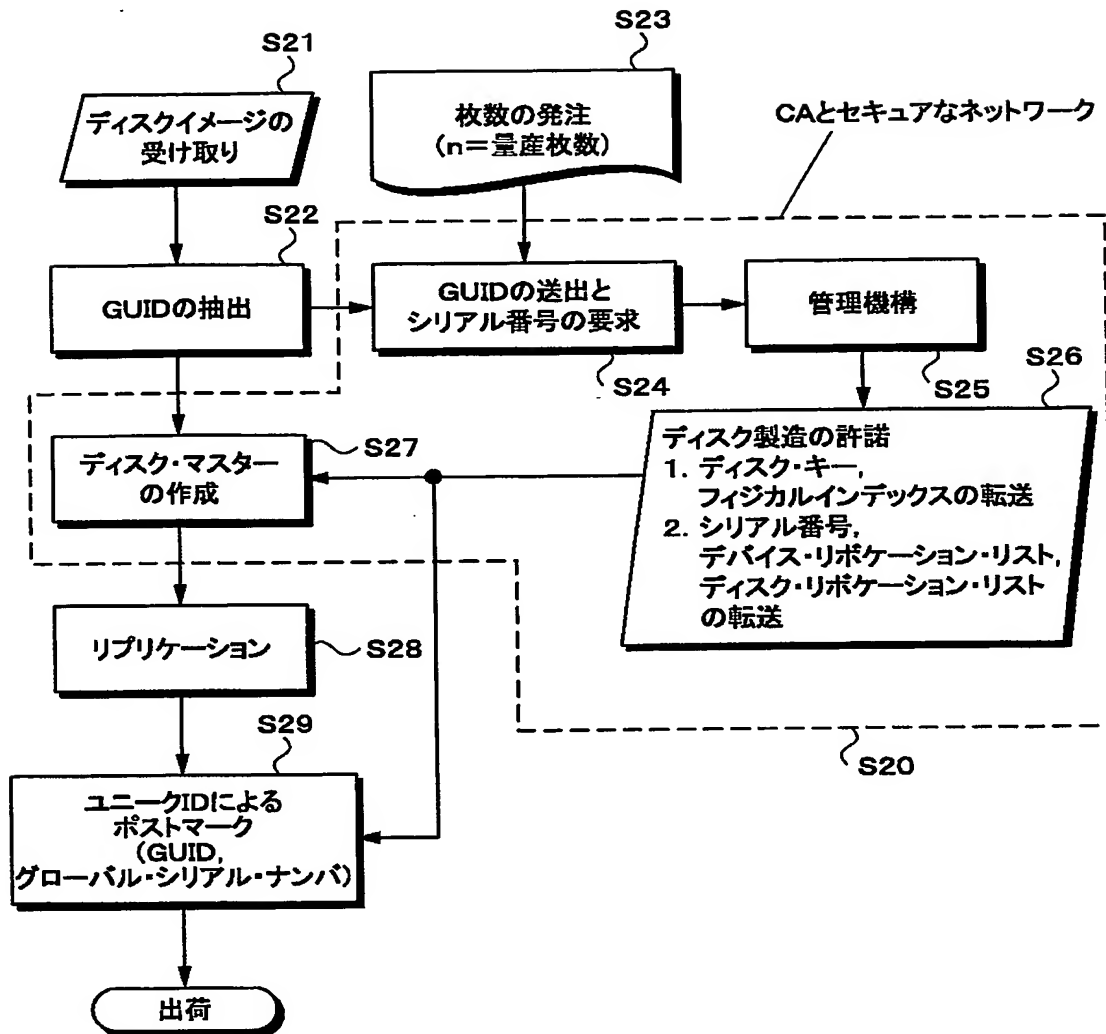 S21
ディスクイメージの
受け取り
S23
枚数の発注
(n=量産枚数)
CAとセキュアなネットワーク
S22
GUIDの抽出
GUIDの送出と
シリアル番号の要求
S24
管理機構
S25
S26
ディスク製造の許諾
1. ディスク・キー,
フィジカルインデックスの転送
2. シリアル番号,
デバイス・リボケーション・リスト,
ディスク・リボケーション・リスト
の転送
ディスク・マスター
の作成
S27
リプリケーション
S28
S20
S29
ユニークIDによる
ポストマーク
(GUID,
グローバル・シリアル・ナンバ)
出荷